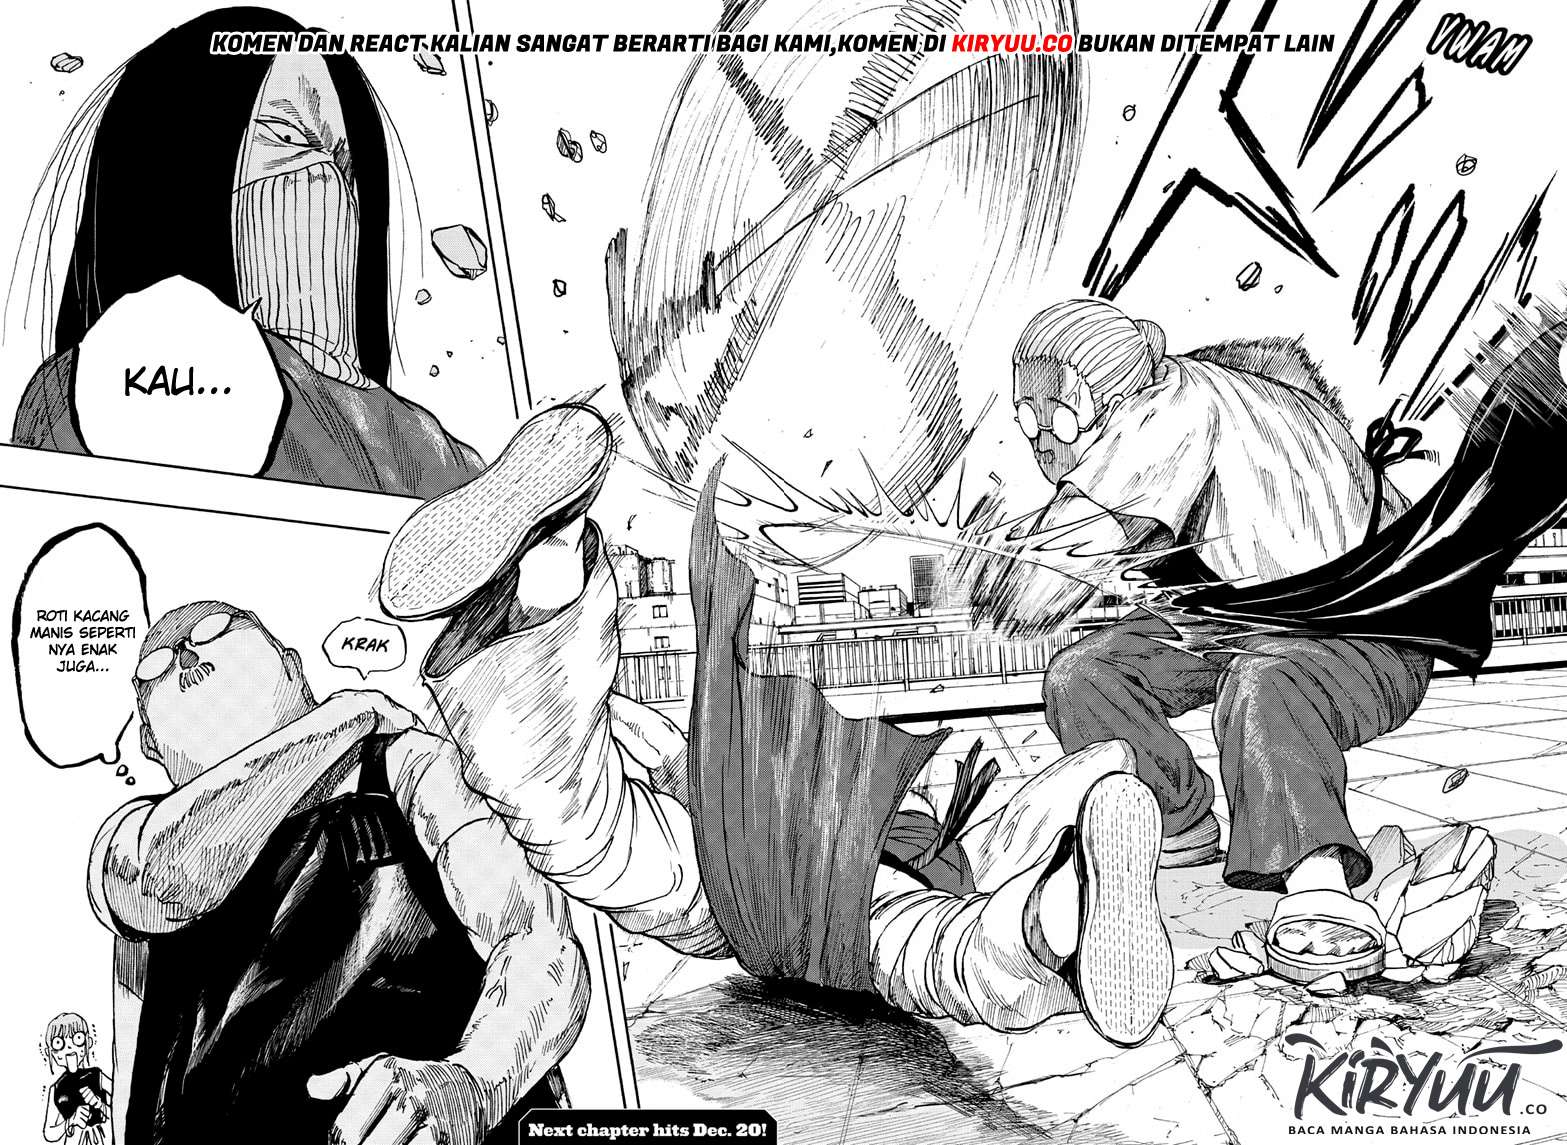 KOMEN DAN REACT KALIAN SANGAT BERARTI BAGI KAMI,KOMEN DI KIRYUU.CO BUKAN DITEMPAT LAIN
VWAM
KAU...
KRAK
ROTI KACANG
MANIS SEPERTI
NYA ENAK
JUGA...
Next chapter hits Dec. 20!
KIRYUU.CO
BACA MANGA BAHASA INDONESIA